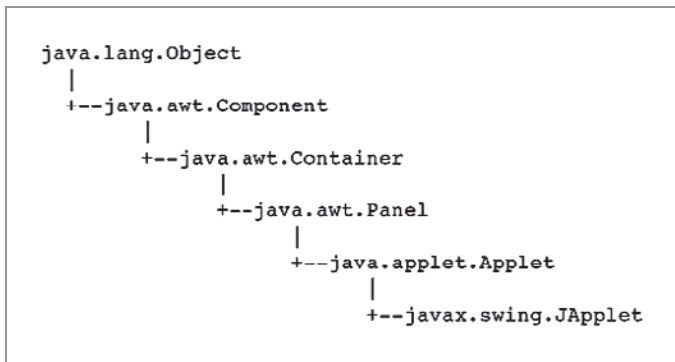 java.lang.Object
|
+--java.awt.Component
|
+--java.awt.Container
|
+--java.awt.Panel
|
+--java.applet.Applet
|
+--javax.swing.JApplet